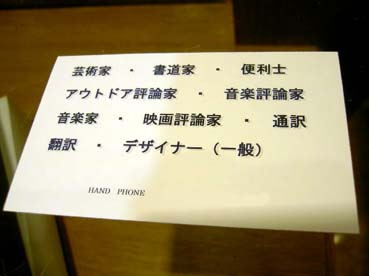 芸術家 ・ 書道家 ・ 便利士
アウトドア評論家 ・ 音楽評論家
音楽家 ・ 映画評論家 ・ 通訳
翻訳 ・ デザイナー（一般）
HAND PHONE